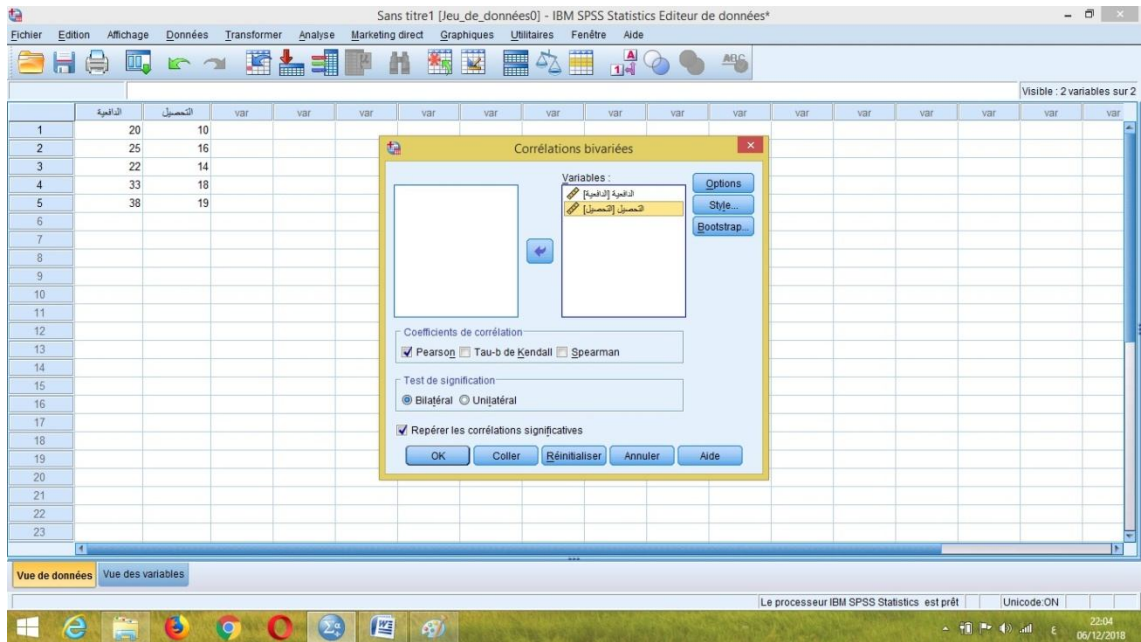 Sans titre1 [Jeu_de_données0] - IBM SPSS Statistics Editeur de données*
Fichier Edition Affichage Données Transformer Analyse Marketing direct Graphiques Utilitaires Fenêtre Aide
Visible : 2 variables sur 2
الدافعية التحصيل var var var var var var var var var var var var var var var
1 20 10
2 25 16
3 22 14
4 33 18
5 38 19
6
7
8
9
10
11
12
13
14
15
16
17
18
19
20
21
22
23
Corrélations bivariées
Variables :
الدافعية [الدافعية]
التحصيل [التحصيل]
Options
Style...
Bootstrap...
Coefficients de corrélation
Pearson Tau-b de Kendall Spearman
Test de signification
Bilatéral Unilatéral
Repérer les corrélations significatives
OK Coller Réinitialiser Annuler Aide
Vue de données Vue des variables
Le processeur IBM SPSS Statistics est prêt Unicode:ON
22:04
06/12/2018